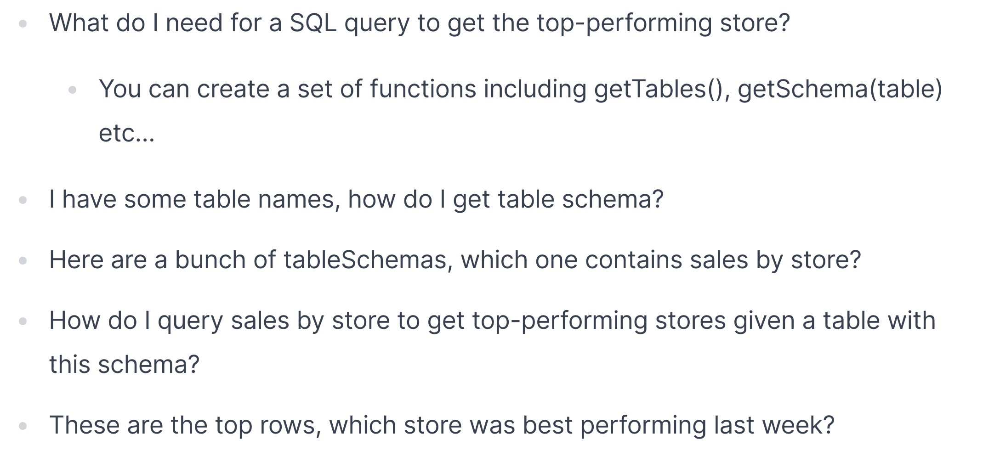 What do I need for a SQL query to get the top-performing store?
You can create a set of functions including getTables(), getSchema(table)
etc...
I have some table names, how do I get table schema?
Here are a bunch of tableSchemas, which one contains sales by store?
How do I query sales by store to get top-performing stores given a table with
this schema?
These are the top rows, which store was best performing last week?